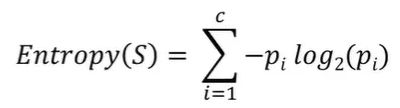 Entropy(S) = ∑_{i=1}^{c} -p_i log_2(p_i)